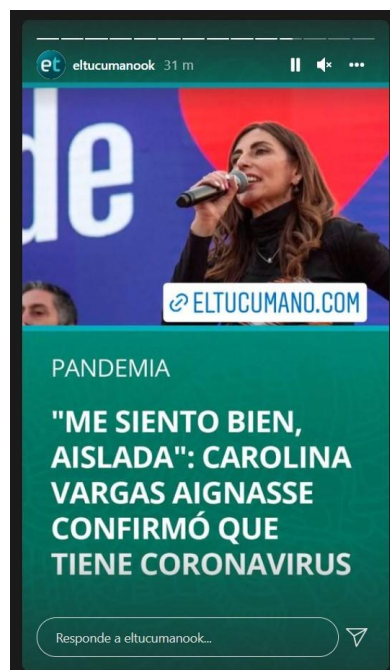 et eltucumanook 31 m
de
ELTUCUMANO.COM
PANDEMIA
"ME SIENTO BIEN,
AISLADA": CAROLINA
VARGAS AIGNASSE
CONFIRMÓ QUE
TIENE CORONAVIRUS
Responde a eltucumanook...